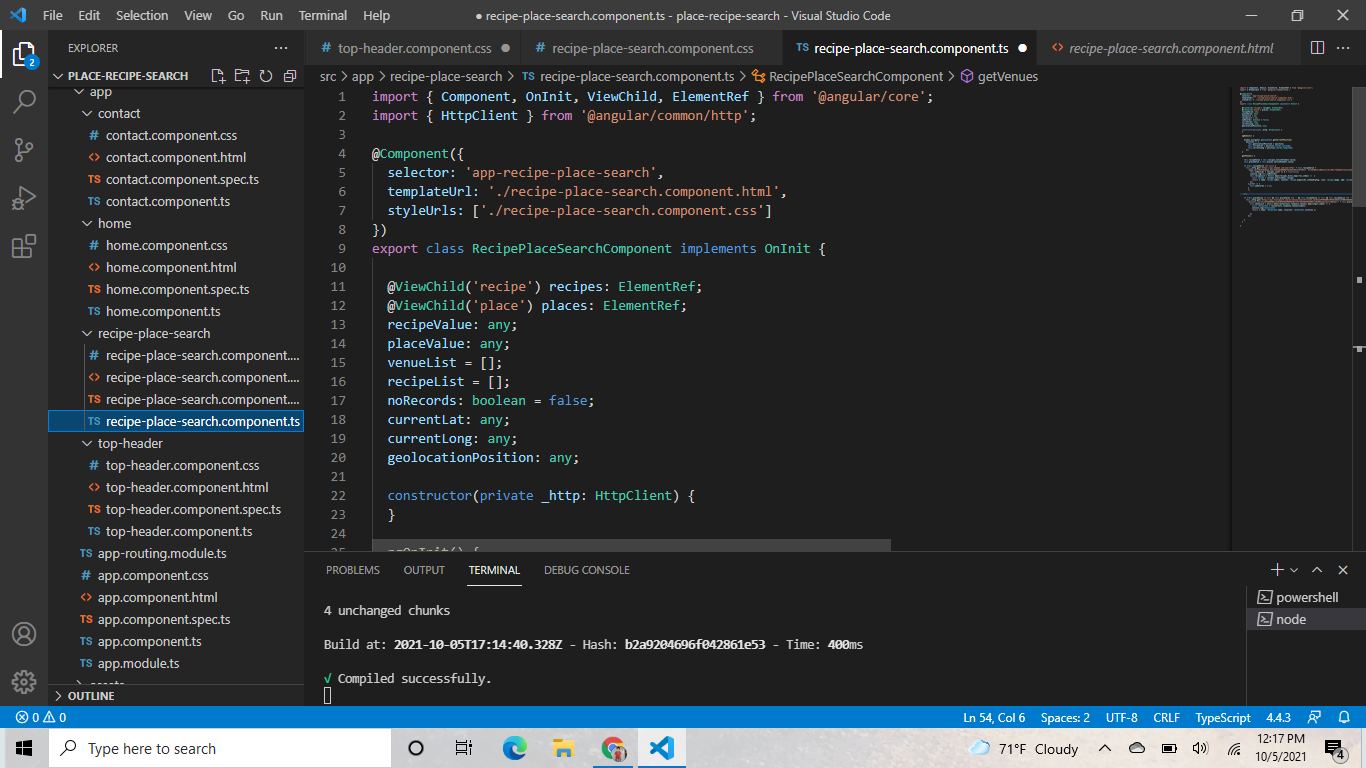 File Edit Selection View Go Run Terminal Help
● recipe-place-search.component.ts - place-recipe-search - Visual Studio Code
EXPLORER ···
2
PLACE-RECIPE-SEARCH
app
contact
# contact.component.css
<> contact.component.html
TS contact.component.spec.ts
TS contact.component.ts
home
# home.component.css
<> home.component.html
TS home.component.spec.ts
TS home.component.ts
recipe-place-search
# recipe-place-search.component....
<> recipe-place-search.component....
TS recipe-place-search.component....
TS recipe-place-search.component.ts
top-header
# top-header.component.css
<> top-header.component.html
TS top-header.component.spec.ts
TS top-header.component.ts
TS app-routing.module.ts
# app.component.css
<> app.component.html
TS app.component.spec.ts
TS app.component.ts
TS app.module.ts
OUTLINE
# top-header.component.css ●
# recipe-place-search.component.css
TS recipe-place-search.component.ts ●
<> recipe-place-search.component.html
src > app > recipe-place-search > TS recipe-place-search.component.ts > RecipePlaceSearchComponent > getVenues
1 import { Component, OnInit, ViewChild, ElementRef } from '@angular/core';
2 import { HttpClient } from '@angular/common/http';
3
4 @Component({
5 selector: 'app-recipe-place-search',
6 templateUrl: './recipe-place-search.component.html',
7 styleUrls: ['./recipe-place-search.component.css']
8 })
9 export class RecipePlaceSearchComponent implements OnInit {
10
11 @ViewChild('recipe') recipes: ElementRef;
12 @ViewChild('place') places: ElementRef;
13 recipeValue: any;
14 placeValue: any;
15 venueList = [];
16 recipeList = [];
17 noRecords: boolean = false;
18 currentLat: any;
19 currentLong: any;
20 geolocationPosition: any;
21
22 constructor(private _http: HttpClient) {
23 }
24
25 ngOnInit() {
PROBLEMS OUTPUT TERMINAL DEBUG CONSOLE
4 unchanged chunks
Build at: 2021-10-05T17:14:40.328Z - Hash: b2a9204696f042861e53 - Time: 400ms
√ Compiled successfully.
powershell
node
0 0
Ln 54, Col 6 Spaces: 2 UTF-8 CRLF TypeScript 4.4.3
Type here to search
71°F Cloudy
12:17 PM
10/5/2021
4